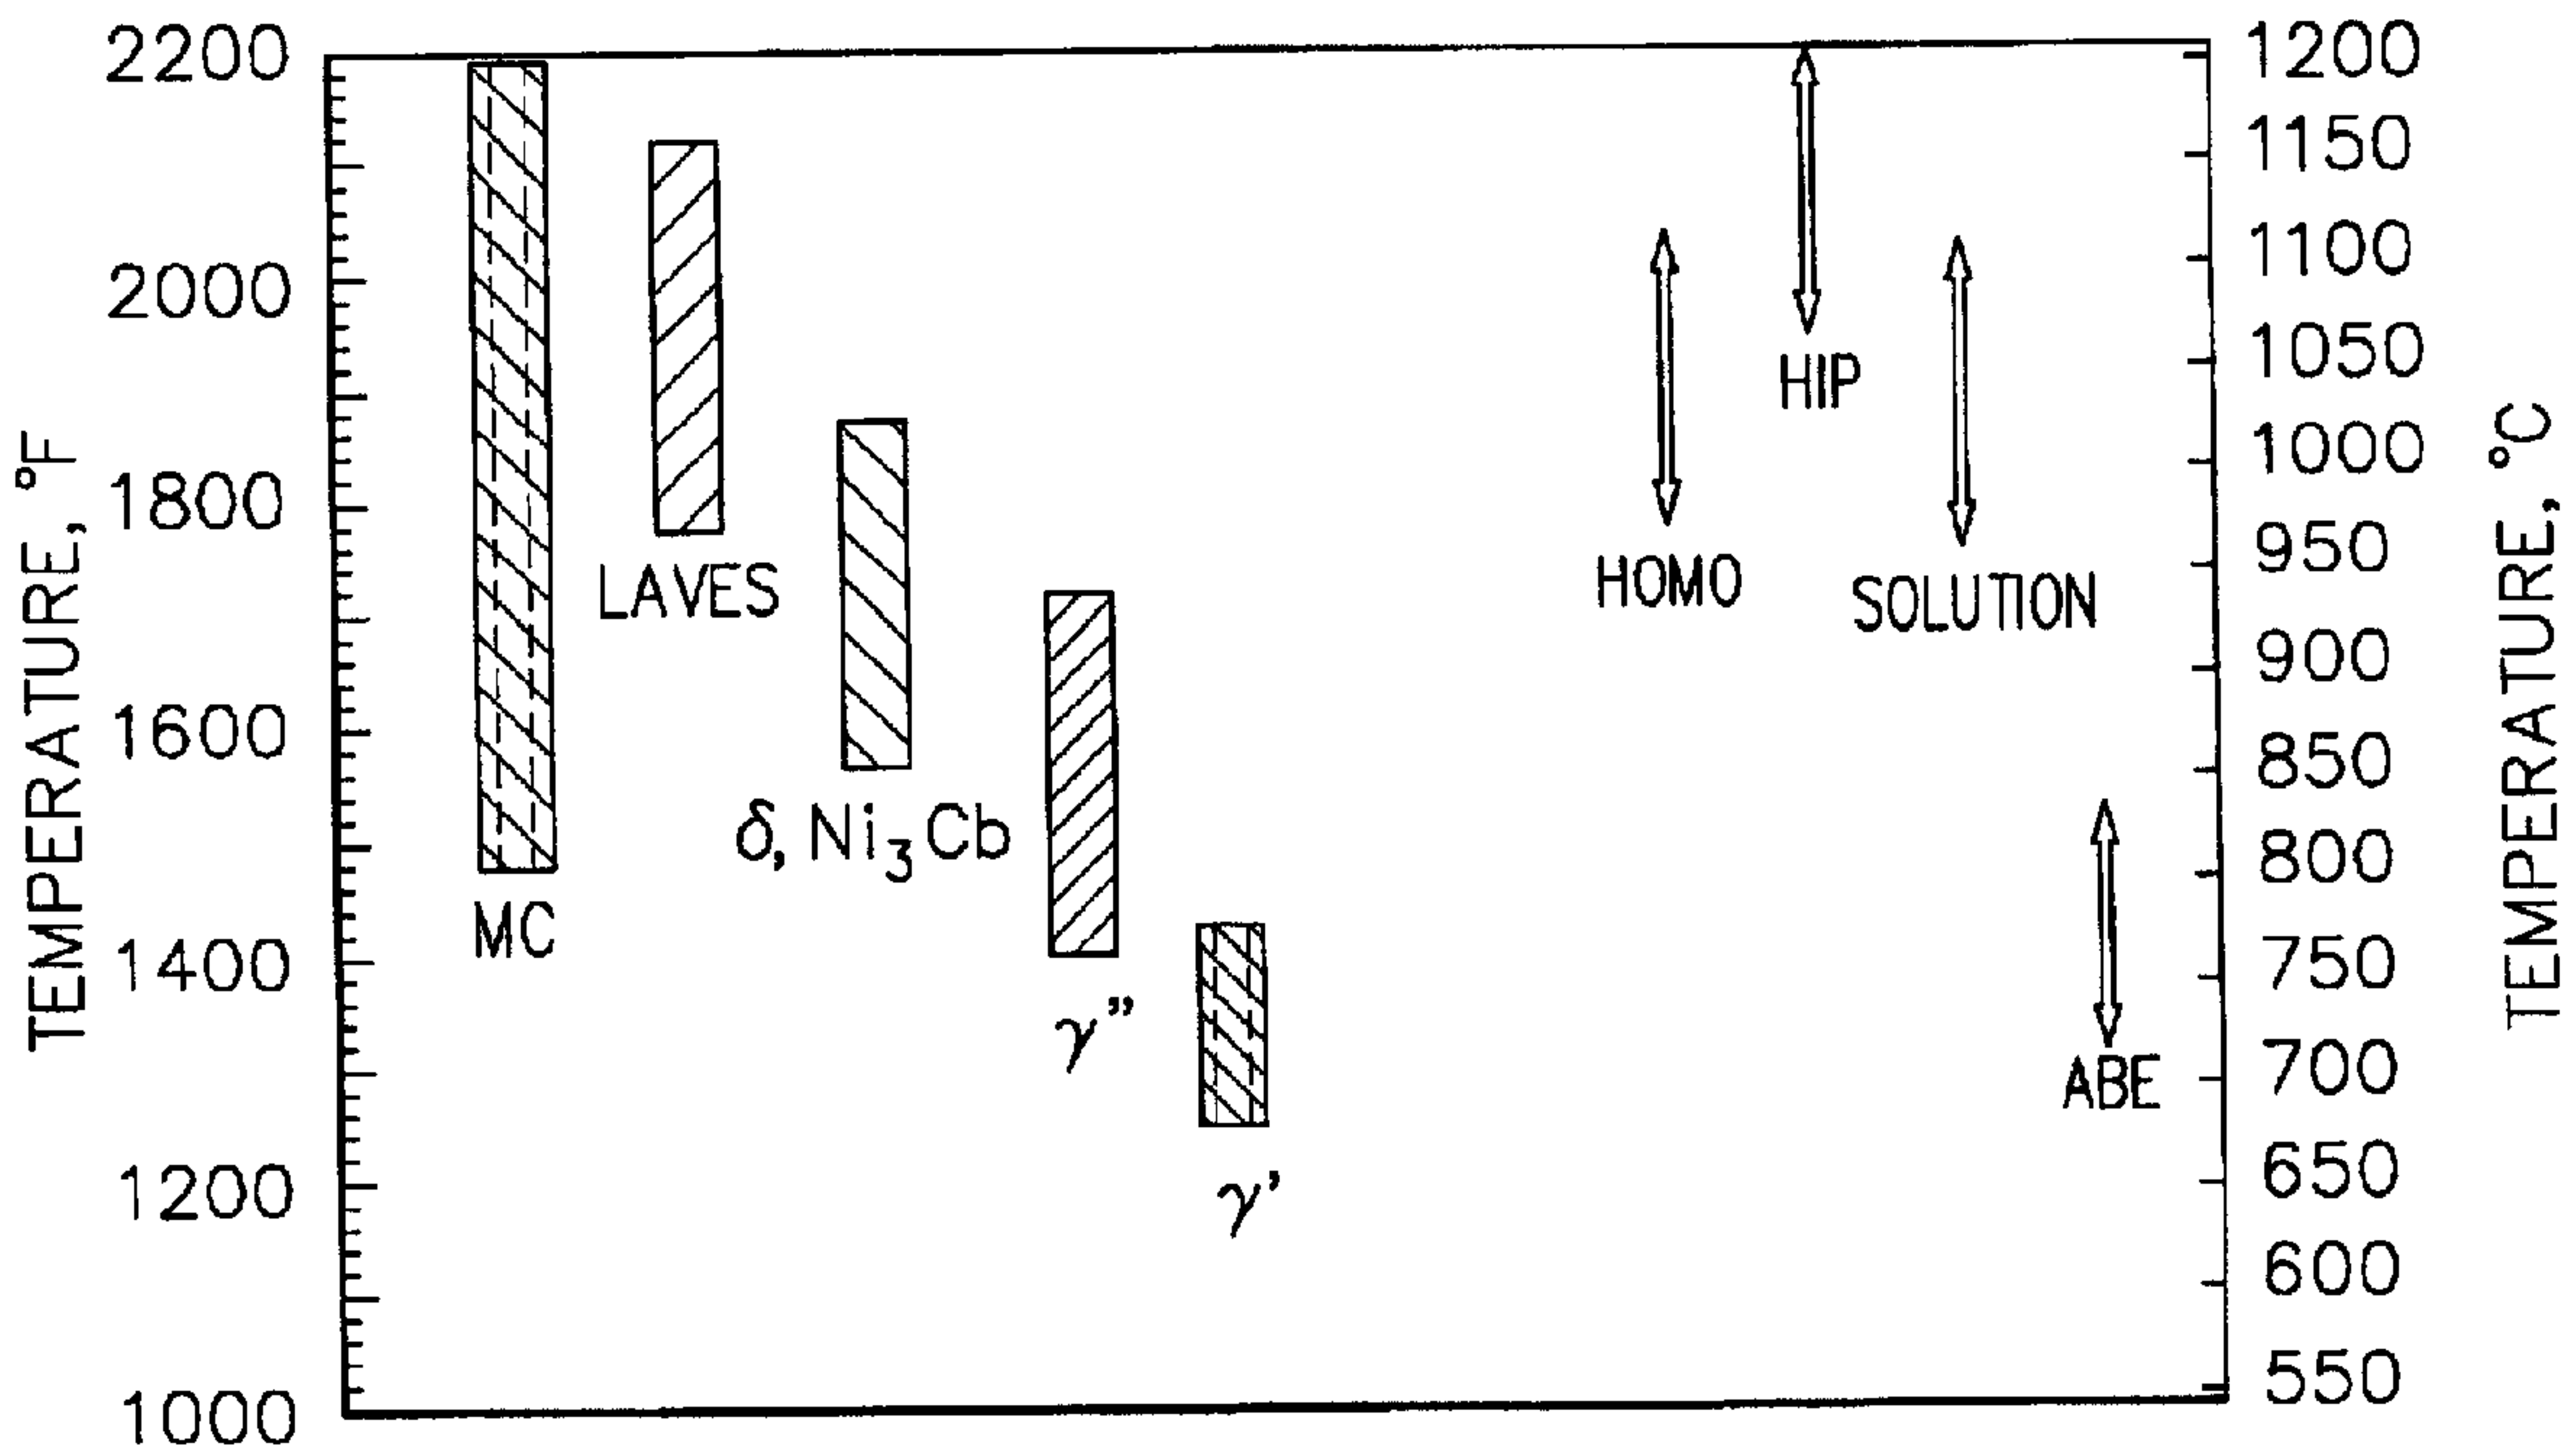 TEMPERATURE, °F
2200
2000
1800
1600
1400
1200
1000
MC
LAVES
δ, Ni₃Cb
γ”
γ’
HOMO
HIP
SOLUTION
ABE
1200
1150
1100
1050
1000
950
900
850
800
750
700
650
600
550
TEMPERATURE, °C